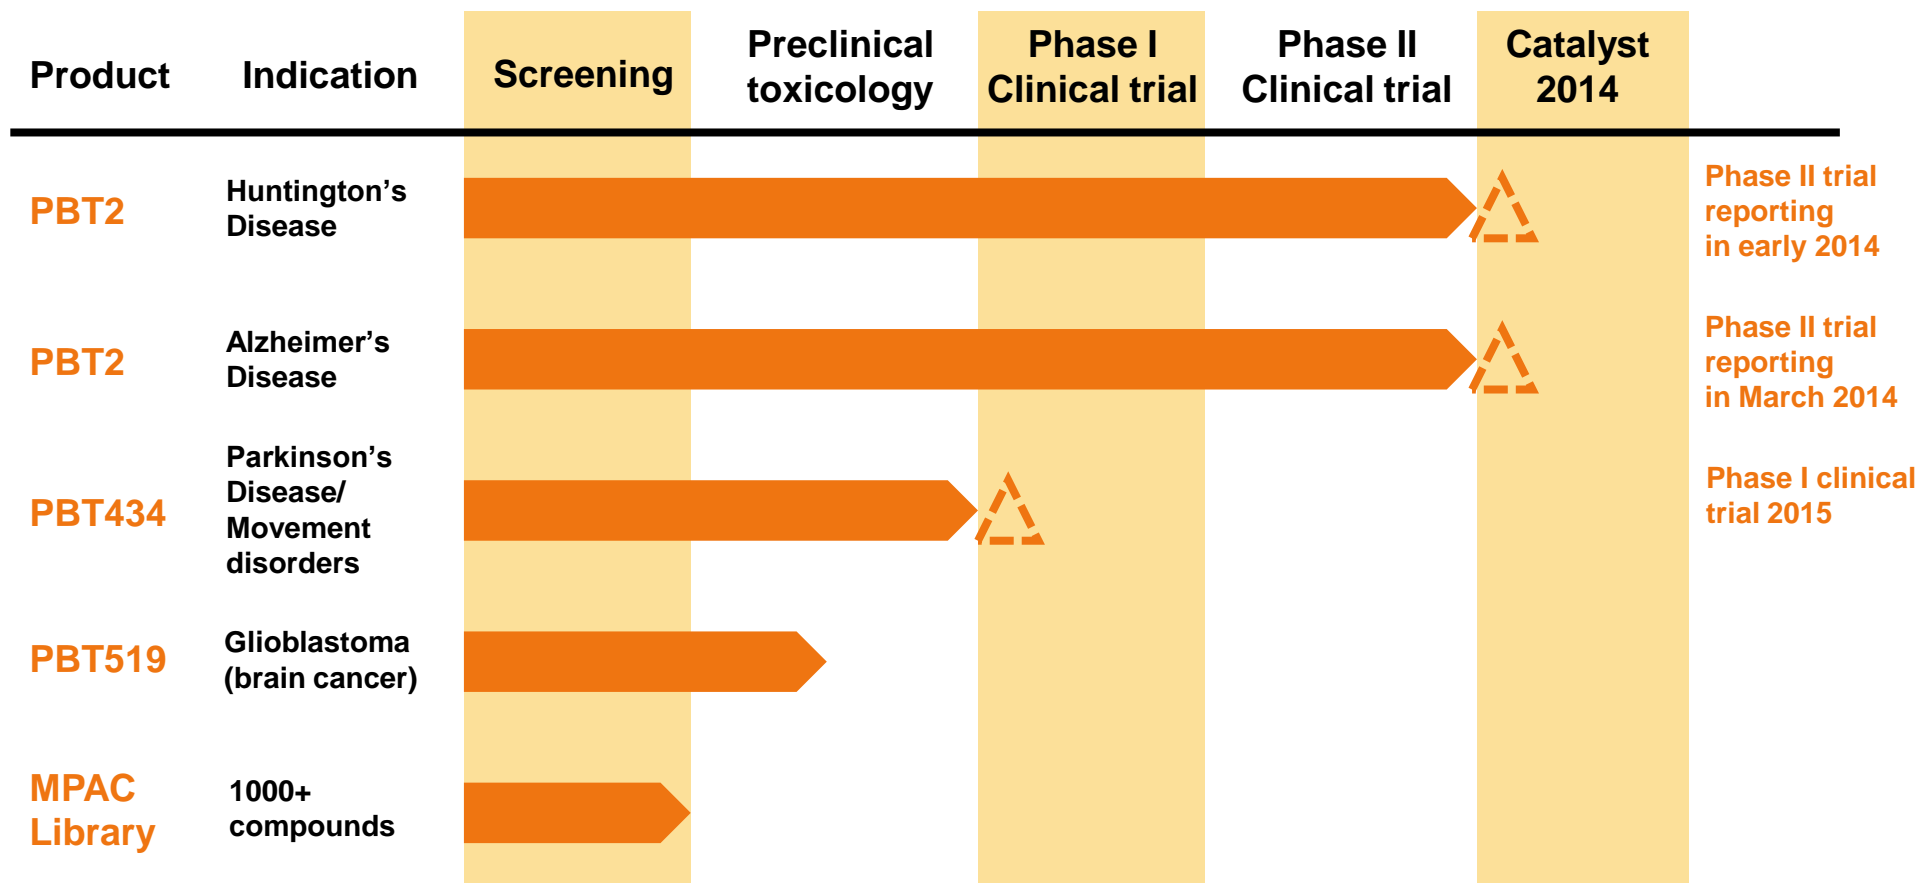 Product
Indication
Screening
Preclinical
toxicology
Phase I
Clinical trial
Phase II
Clinical trial
Catalyst
2014
PBT2
Huntington’s
Disease
Phase II trial
reporting
in early 2014
PBT2
Alzheimer’s
Disease
Phase II trial
reporting
in March 2014
PBT434
Parkinson’s
Disease/
Movement
disorders
Phase I clinical
trial 2015
PBT519
Glioblastoma
(brain cancer)
MPAC
Library
1000+
compounds